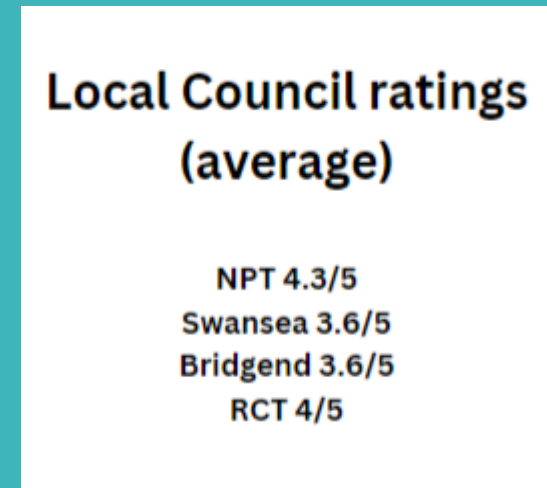 Local Council ratings
(average)
NPT 4.3/5
Swansea 3.6/5
Bridgend 3.6/5
RCT 4/5